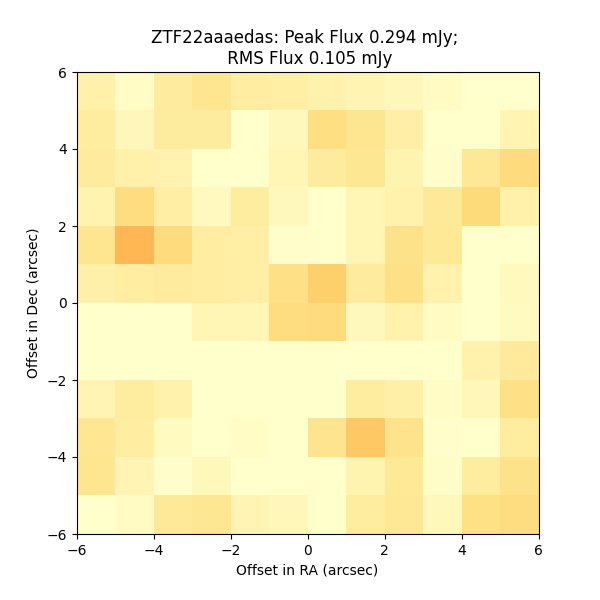 ZTF22aaaedas: Peak Flux 0.294 mJy;
RMS Flux 0.105 mJy
6
4
2
0
−2
−4
−6
Offset in Dec (arcsec)
−6 −4 −2 0 2 4 6
Offset in RA (arcsec)